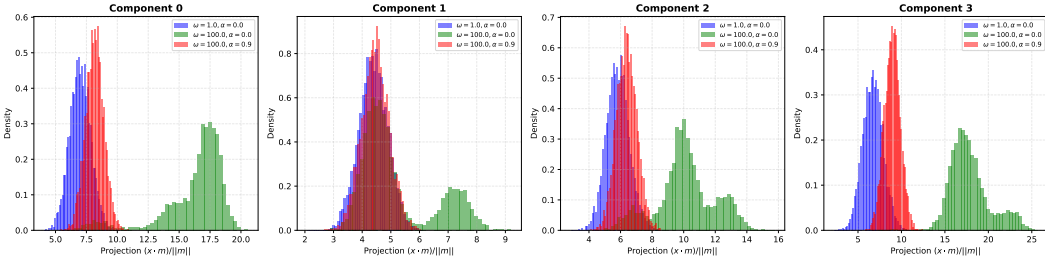 Component 0
Density
0.6
0.5
0.4
0.3
0.2
0.1
0.0
5.0 7.5 10.0 12.5 15.0 17.5 20.0
Projection (x · m)/||m||
ω = 1.0, α = 0.0
ω = 100.0, α = 0.0
ω = 100.0, α = 0.9
Component 1
Density
0.8
0.6
0.4
0.2
0.0
2 3 4 5 6 7 8 9
Projection (x · m)/||m||
ω = 1.0, α = 0.0
ω = 100.0, α = 0.0
ω = 100.0, α = 0.9
Component 2
Density
0.7
0.6
0.5
0.4
0.3
0.2
0.1
0.0
4 6 8 10 12 14 16
Projection (x · m)/||m||
ω = 1.0, α = 0.0
ω = 100.0, α = 0.0
ω = 100.0, α = 0.9
Component 3
Density
0.4
0.3
0.2
0.1
0.0
5 10 15 20 25
Projection (x · m)/||m||
ω = 1.0, α = 0.0
ω = 100.0, α = 0.0
ω = 100.0, α = 0.9